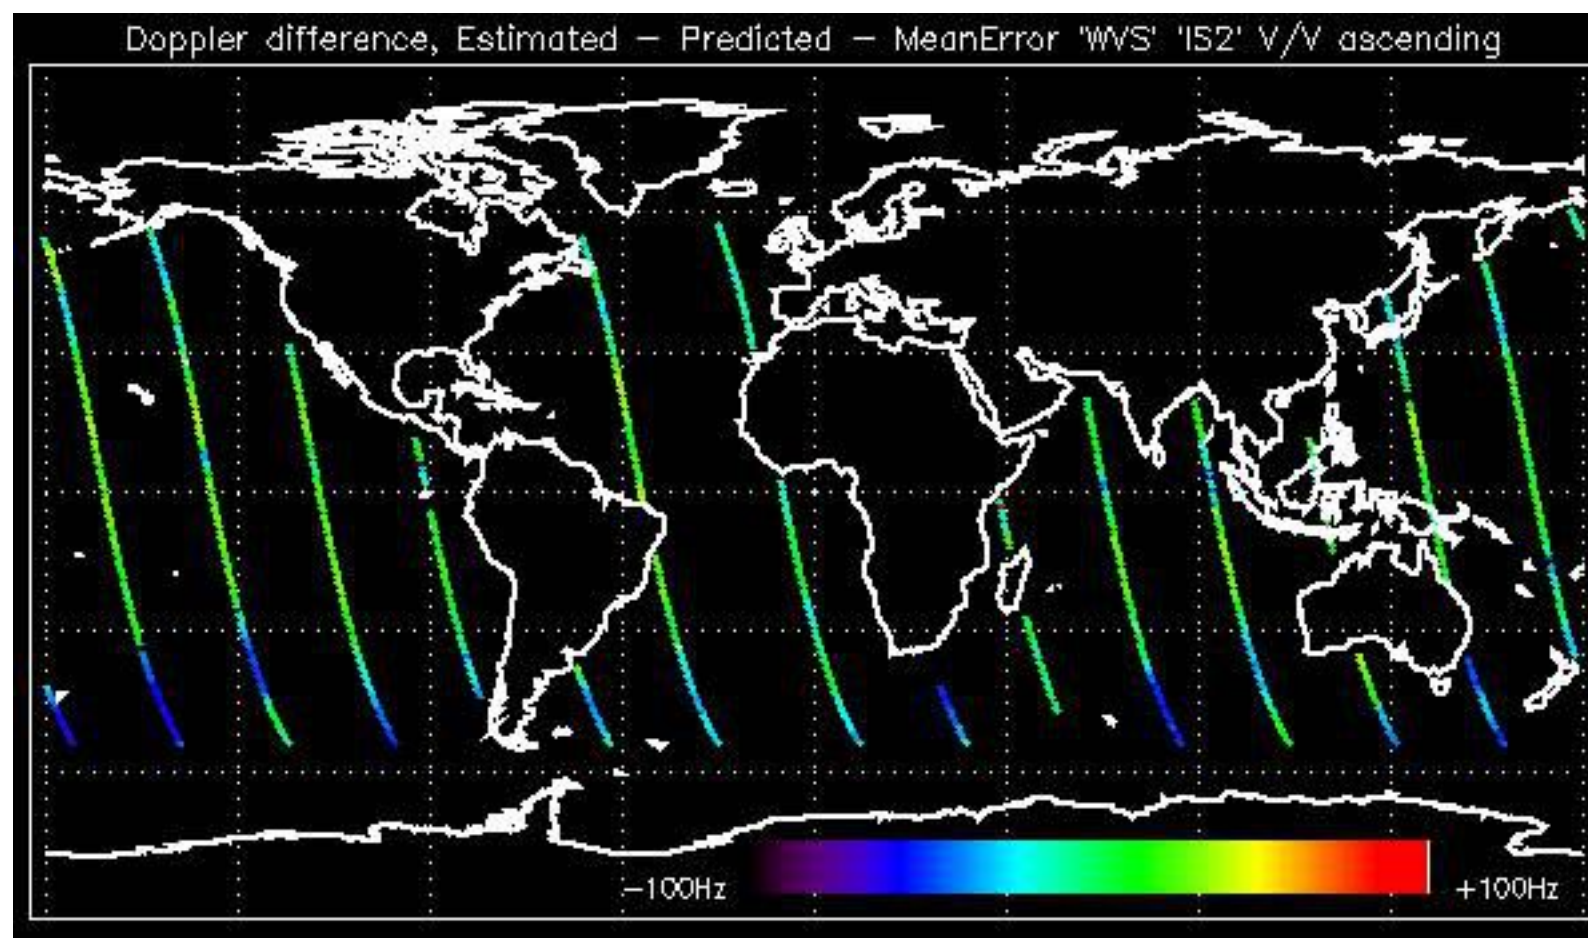 Doppler difference, Estimated − Predicted − MeanError 'WVS' 'IS2' V/V ascending
−100Hz
+100Hz